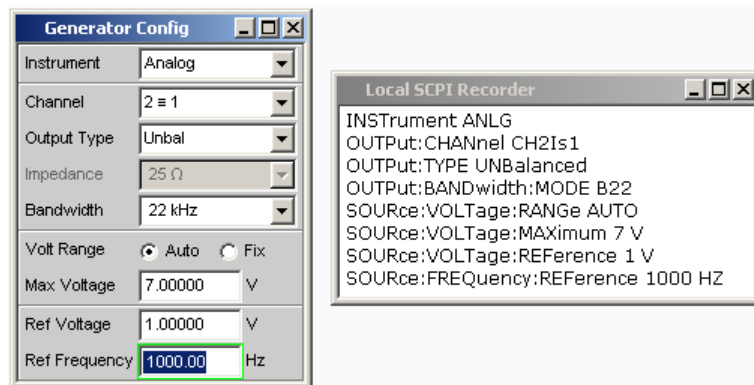 Generator Config
Instrument Analog
Channel 2 ≡ 1
Output Type Unbal
Impedance 25 Ω
Bandwidth 22 kHz
Volt Range Auto Fix
Max Voltage 7.00000 V
Ref Voltage 1.00000 V
Ref Frequency 1000.00 Hz
Local SCPI Recorder
INSTrument ANLG
OUTPut:CHANnel CH2Is1
OUTPut:TYPE UNBalanced
OUTPut:BANDwidth:MODE B22
SOURce:VOLTage:RANGe AUTO
SOURce:VOLTage:MAXimum 7 V
SOURce:VOLTage:REFerence 1 V
SOURce:FREQuency:REFerence 1000 HZ